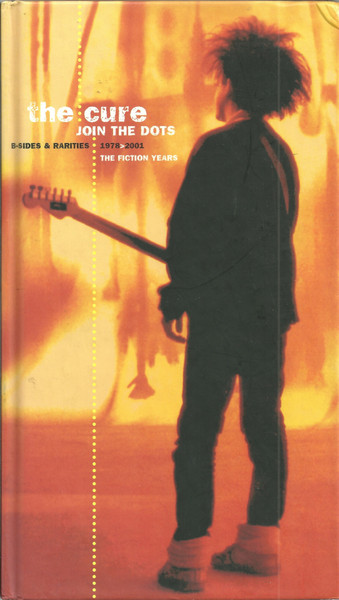 the cure
JOIN THE DOTS
B-SIDES & RARITIES 1978>2001
THE FICTION YEARS